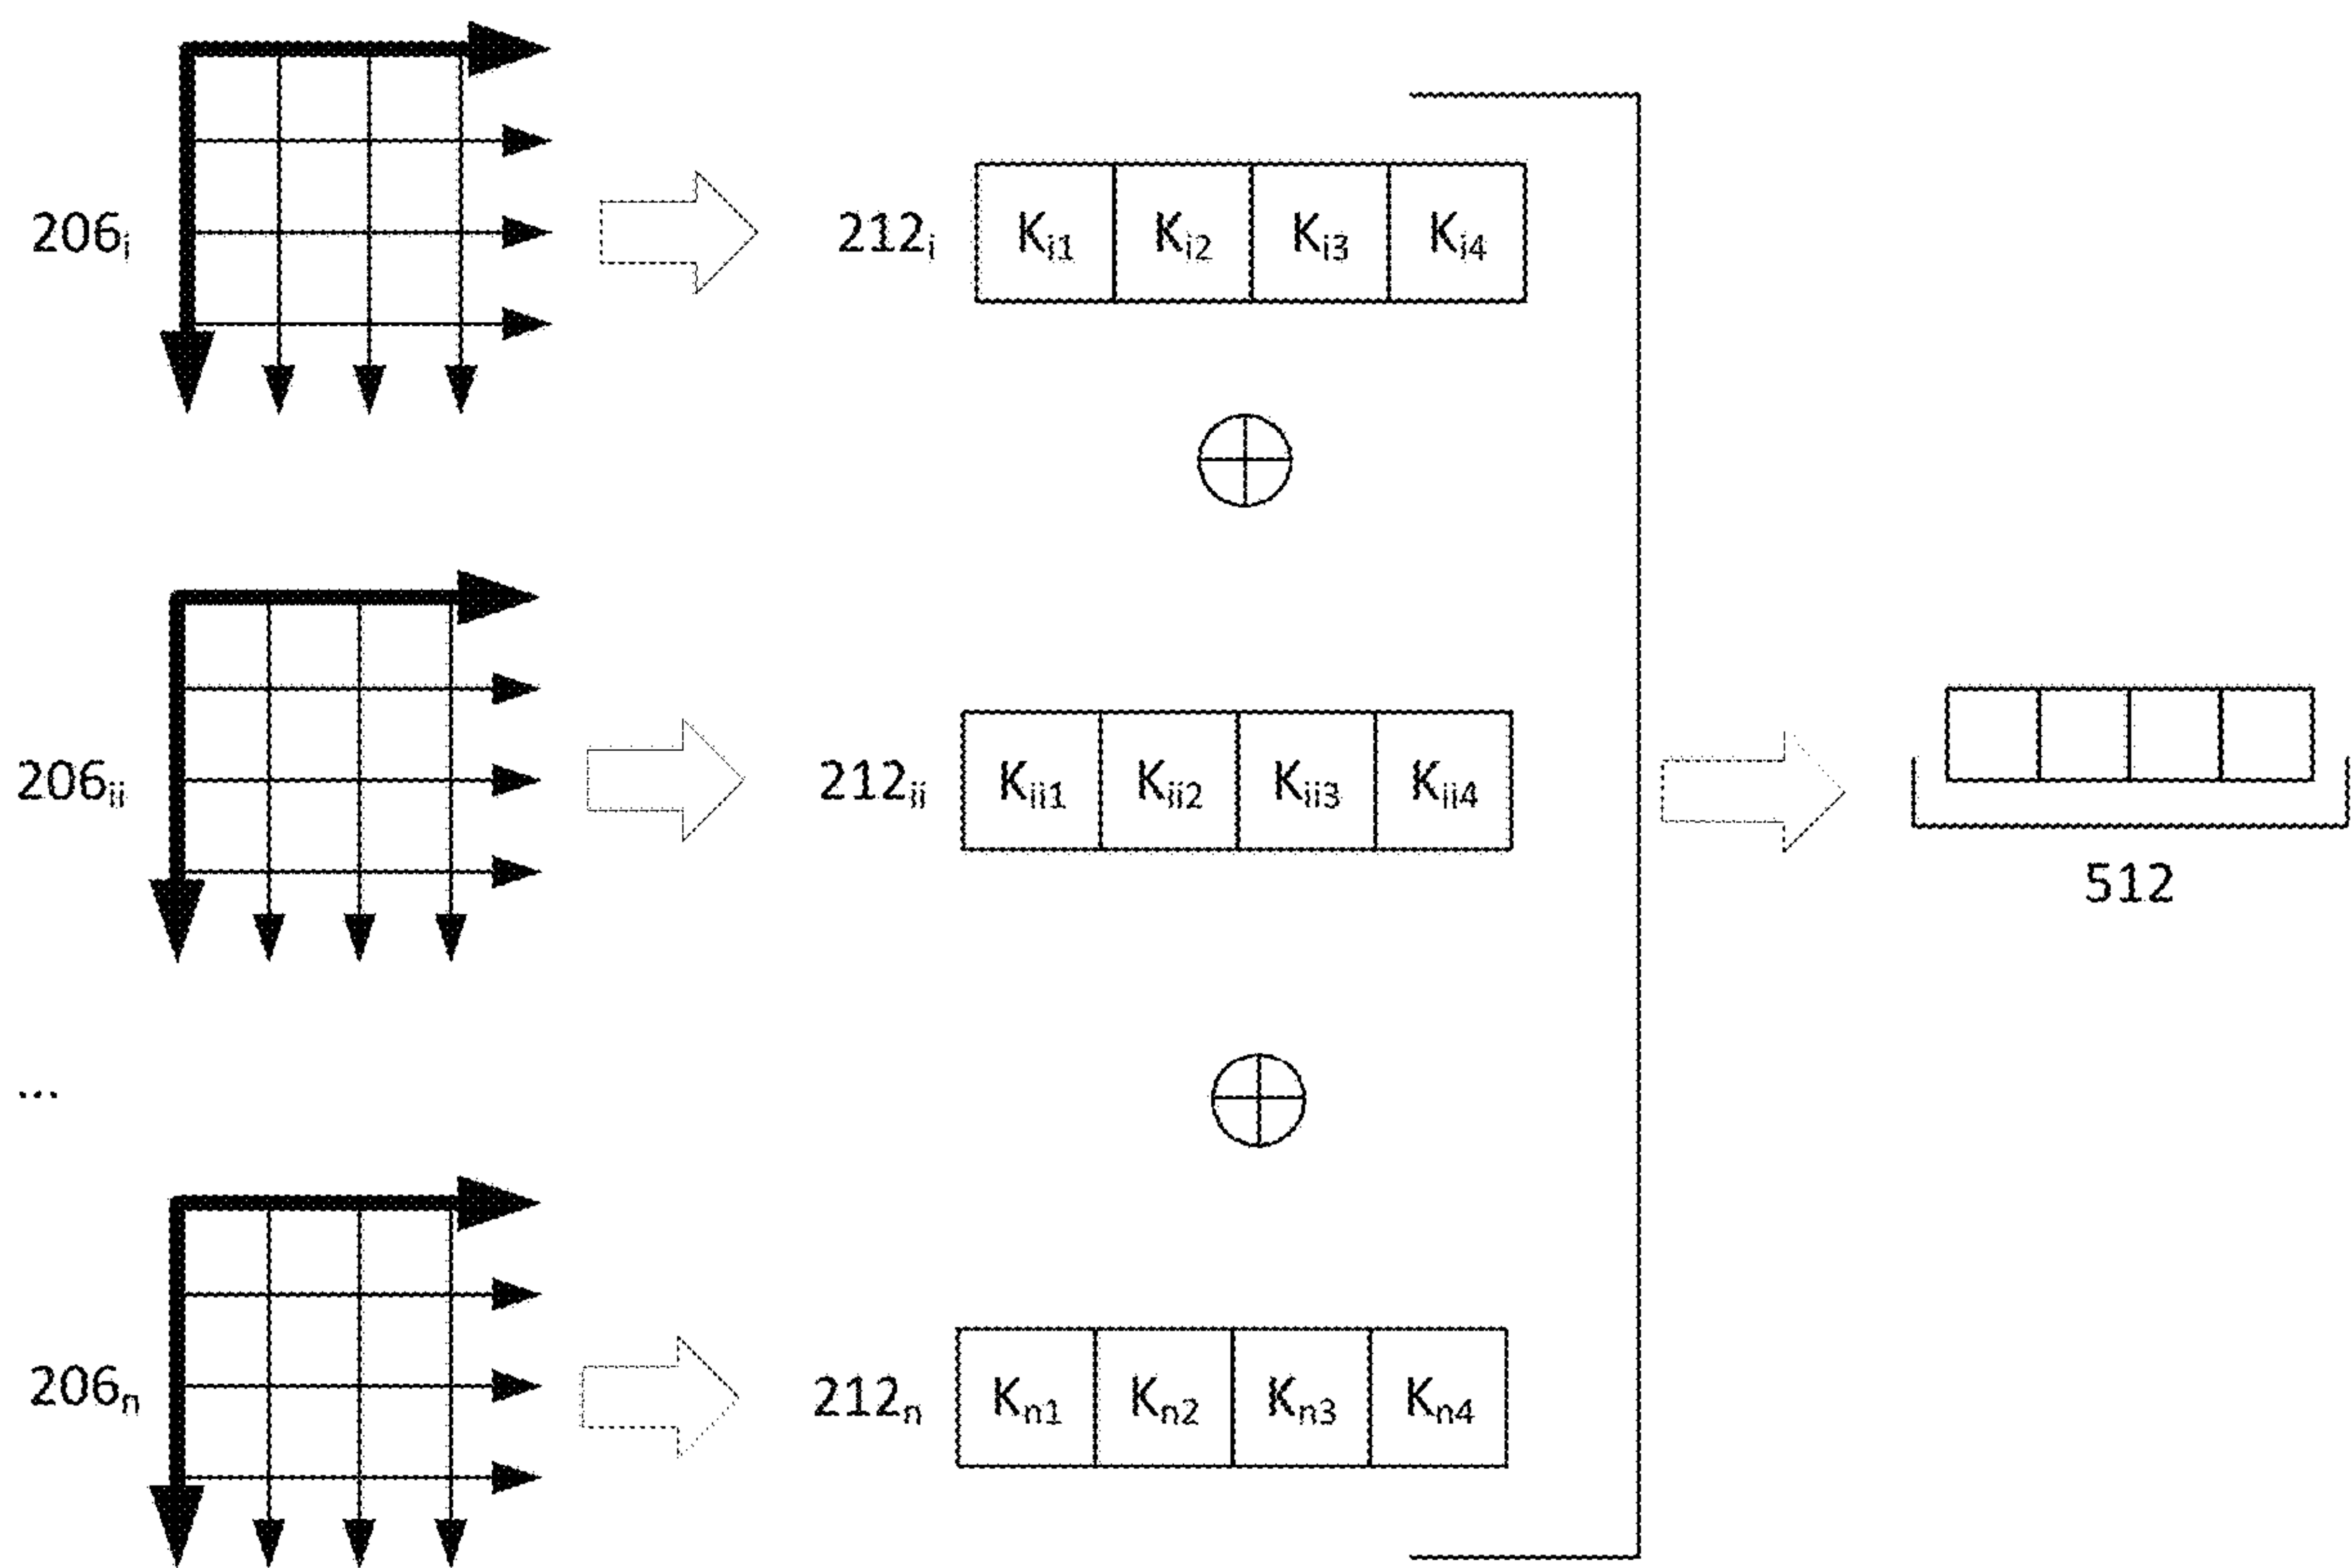 206i 212i Ki1 Ki2 Ki3 Ki4
206ii 212ii Kii1 Kii2 Kii3 Kii4
512
...
206n 212n Kn1 Kn2 Kn3 Kn4